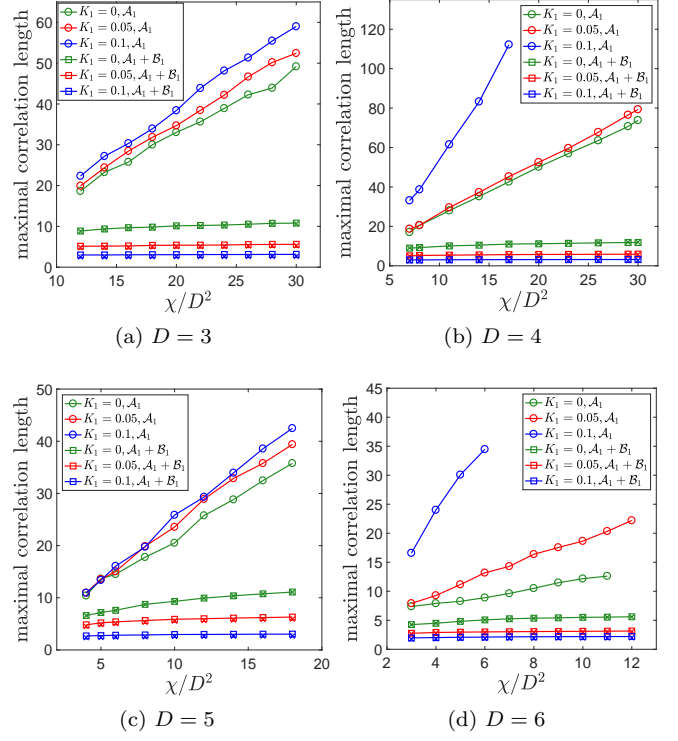 maximal correlation length
60
50
40
30
20
10
0
10
15
20
25
30
χ/D²
K₁ = 0, 𝒜₁
K₁ = 0.05, 𝒜₁
K₁ = 0.1, 𝒜₁
K₁ = 0, 𝒜₁ + ℬ₁
K₁ = 0.05, 𝒜₁ + ℬ₁
K₁ = 0.1, 𝒜₁ + ℬ₁
(a) D = 3
maximal correlation length
120
100
80
60
40
20
0
5
10
15
20
25
30
χ/D²
K₁ = 0, 𝒜₁
K₁ = 0.05, 𝒜₁
K₁ = 0.1, 𝒜₁
K₁ = 0, 𝒜₁ + ℬ₁
K₁ = 0.05, 𝒜₁ + ℬ₁
K₁ = 0.1, 𝒜₁ + ℬ₁
(b) D = 4
maximal correlation length
50
40
30
20
10
0
5
10
15
20
χ/D²
K₁ = 0, 𝒜₁
K₁ = 0.05, 𝒜₁
K₁ = 0.1, 𝒜₁
K₁ = 0, 𝒜₁ + ℬ₁
K₁ = 0.05, 𝒜₁ + ℬ₁
K₁ = 0.1, 𝒜₁ + ℬ₁
(c) D = 5
maximal correlation length
45
40
35
30
25
20
15
10
5
0
2
4
6
8
10
12
χ/D²
K₁ = 0, 𝒜₁
K₁ = 0.05, 𝒜₁
K₁ = 0.1, 𝒜₁
K₁ = 0, 𝒜₁ + ℬ₁
K₁ = 0.05, 𝒜₁ + ℬ₁
K₁ = 0.1, 𝒜₁ + ℬ₁
(d) D = 6